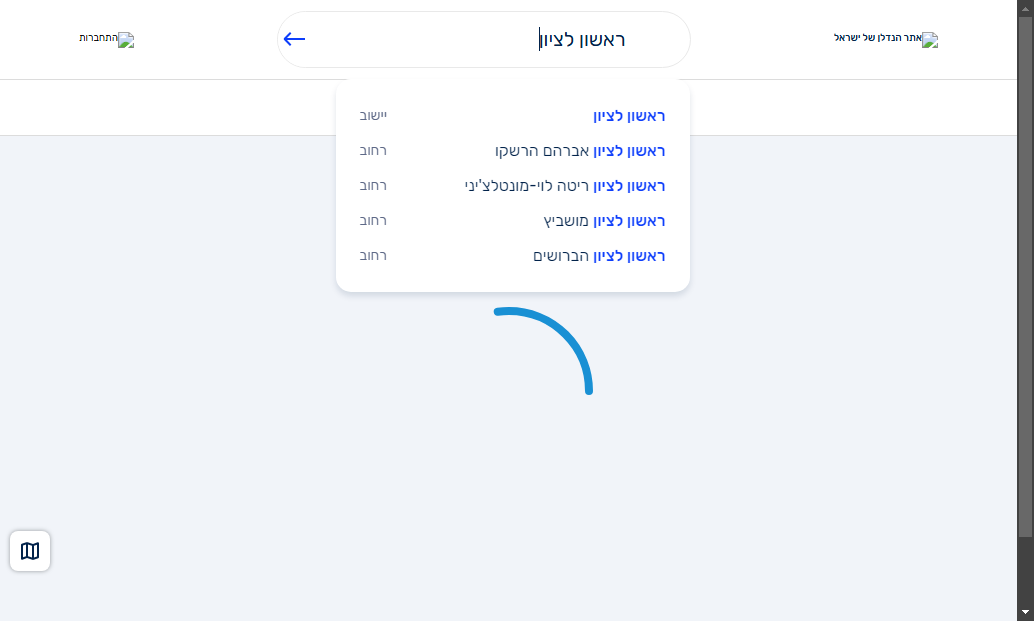 אתר הנדלן של ישראל
ראשון לציון
התחברות
ראשון לציון יישוב
ראשון לציון אברהם הרשקו רחוב
ראשון לציון ריטה לוי-מונטלצ'יני רחוב
ראשון לציון מושביץ רחוב
ראשון לציון הברושים רחוב